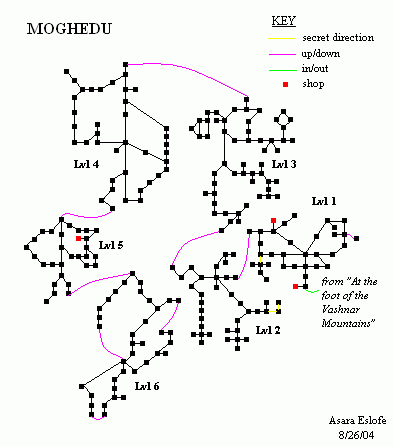 MOGHEDU
KEY
secret direction
up/down
in/out
shop
Lvl 4
Lvl 3
Lvl 1
Lvl 5
from "At the
foot of the
Vashnar
Mountains"
Lvl 2
Lvl 6
Asara Eslofe
8/26/04